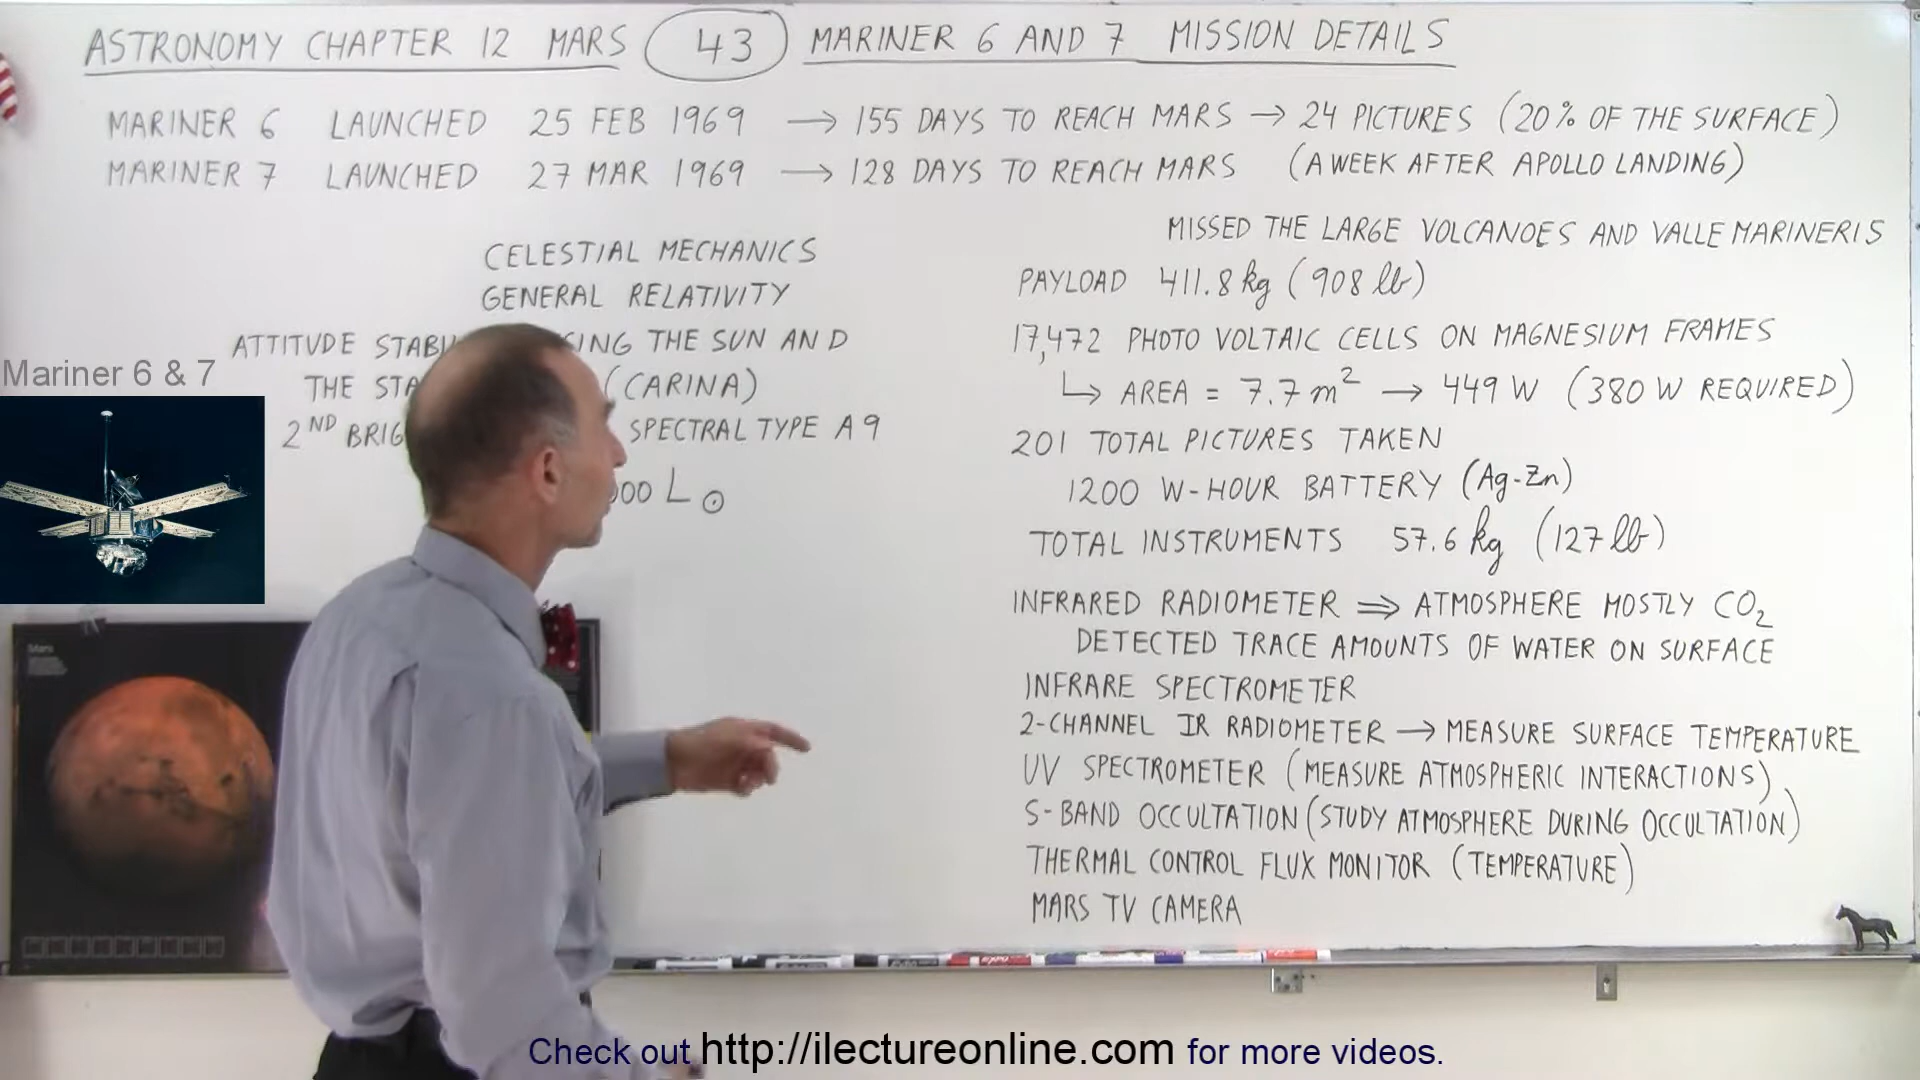 ASTRONOMY CHAPTER 12 MARS 43 MARINER 6 AND 7 MISSION DETAILS
MARINER 6 LAUNCHED 25 FEB 1969 → 155 DAYS TO REACH MARS → 24 PICTURES (20% OF THE SURFACE)
MARINER 7 LAUNCHED 27 MAR 1969 → 128 DAYS TO REACH MARS (A WEEK AFTER APOLLO LANDING)
CELESTIAL MECHANICS
GENERAL RELATIVITY
ATTITUDE THE SUN AND
THE (CARINA)
2ND SPECTRAL TYPE A9
L⊙
Mariner 6 & 7
Mars
MISSED THE LARGE VOLCANOES AND VALLE MARINERIS
PAYLOAD 411.8 kg (908 lb)
17,472 PHOTO VOLTAIC CELLS ON MAGNESIUM FRAMES
↳ AREA = 7.7 m² → 449 W (380 W REQUIRED)
201 TOTAL PICTURES TAKEN
1200 W-HOUR BATTERY (Ag-Zn)
TOTAL INSTRUMENTS 57.6 kg (127 lb)
INFRARED RADIOMETER ⇒ ATMOSPHERE MOSTLY CO₂
DETECTED TRACE AMOUNTS OF WATER ON SURFACE
INFRARE SPECTROMETER
2-CHANNEL IR RADIOMETER → MEASURE SURFACE TEMPERATURE
UV SPECTROMETER (MEASURE ATMOSPHERIC INTERACTIONS)
S-BAND OCCULTATION (STUDY ATMOSPHERE DURING OCCULTATION)
THERMAL CONTROL FLUX MONITOR (TEMPERATURE)
MARS TV CAMERA
Check out http://ilectureonline.com for more videos.